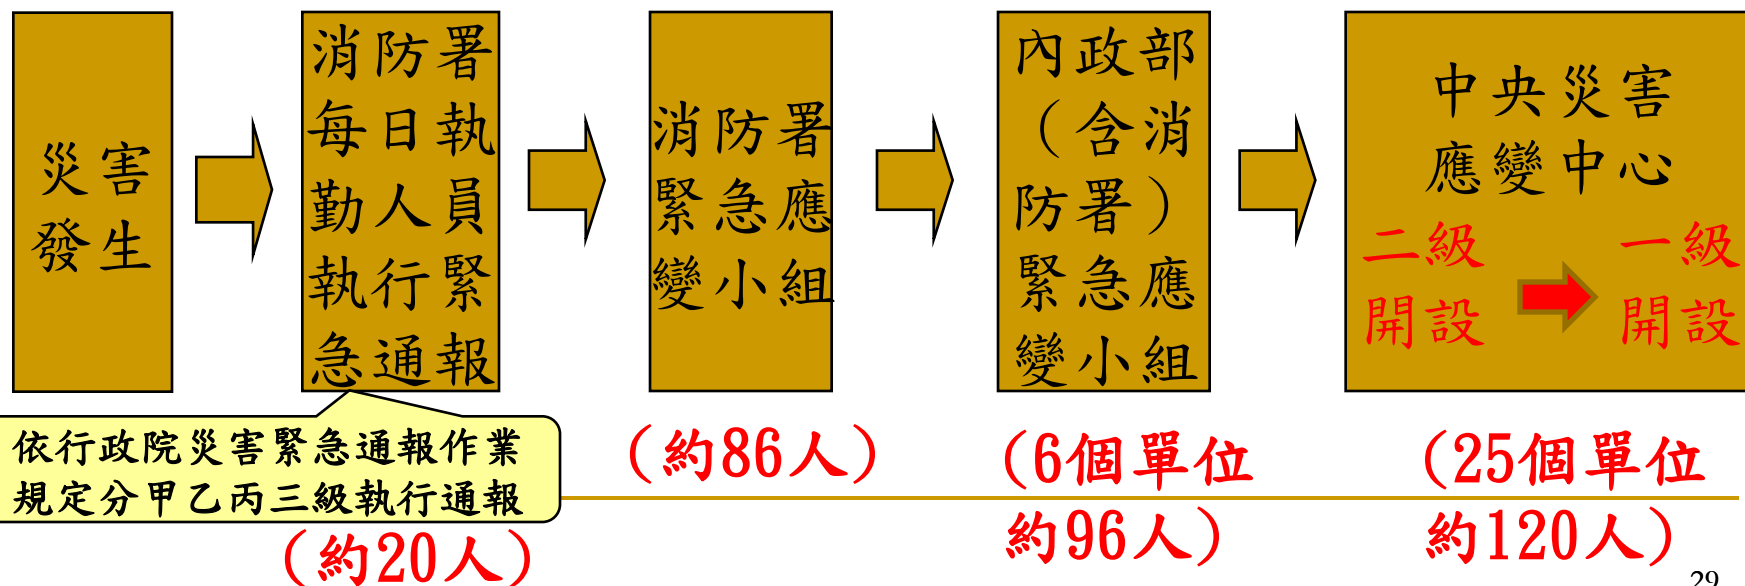 災害
發生
消防署
每日執
勤人員
執行緊
急通報
消防署
緊急應
變小組
內政部
（含消
防署）
緊急應
變小組
中央災害
應變中心
二級
開設
一級
開設
依行政院災害緊急通報作業
規定分甲乙丙三級執行通報
（約20人）
（約86人）
（6個單位
約96人）
（25個單位
約120人）
29